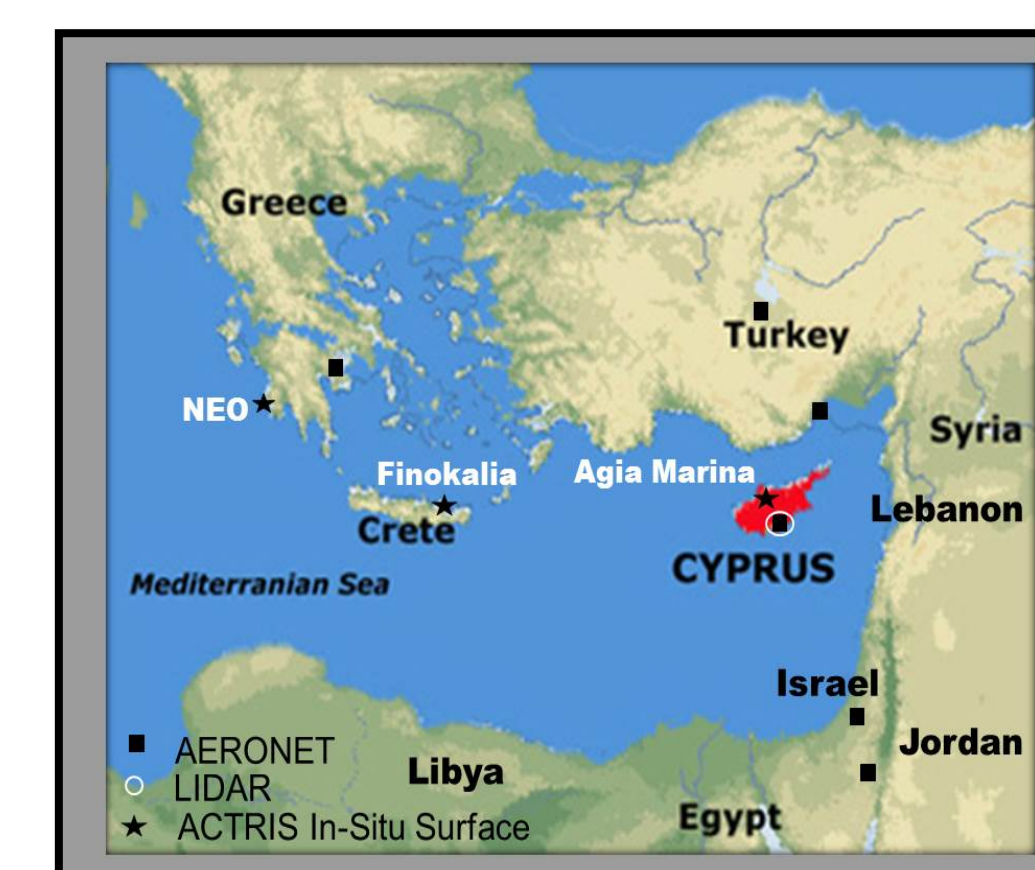 Greece
Turkey
NEO
Syria
Finokalia
Agia Marina
Lebanon
Crete
CYPRUS
Mediterranian Sea
Israel
Jordan
AERONET
LIDAR
Libya
Egypt
ACTRIS In-Situ Surface